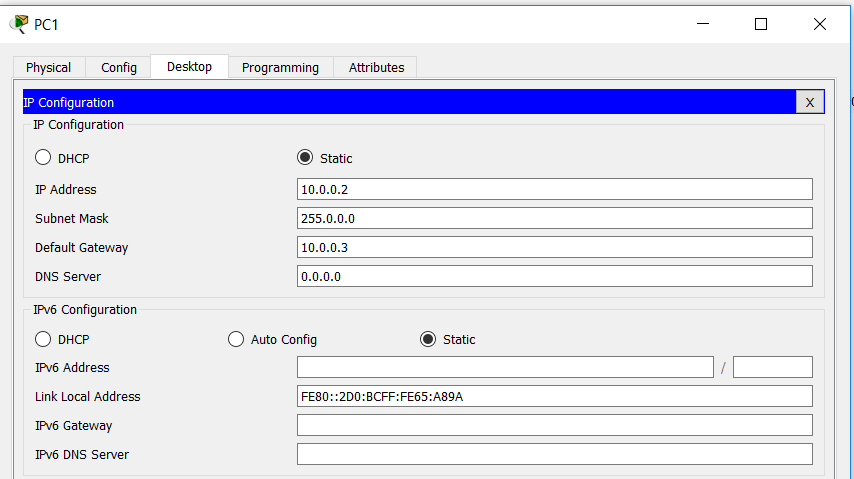 PC1
Physical Config Desktop Programming Attributes
IP Configuration X
IP Configuration
DHCP Static
IP Address 10.0.0.2
Subnet Mask 255.0.0.0
Default Gateway 10.0.0.3
DNS Server 0.0.0.0
IPv6 Configuration
DHCP Auto Config Static
IPv6 Address /
Link Local Address FE80::2D0:BCFF:FE65:A89A
IPv6 Gateway
IPv6 DNS Server